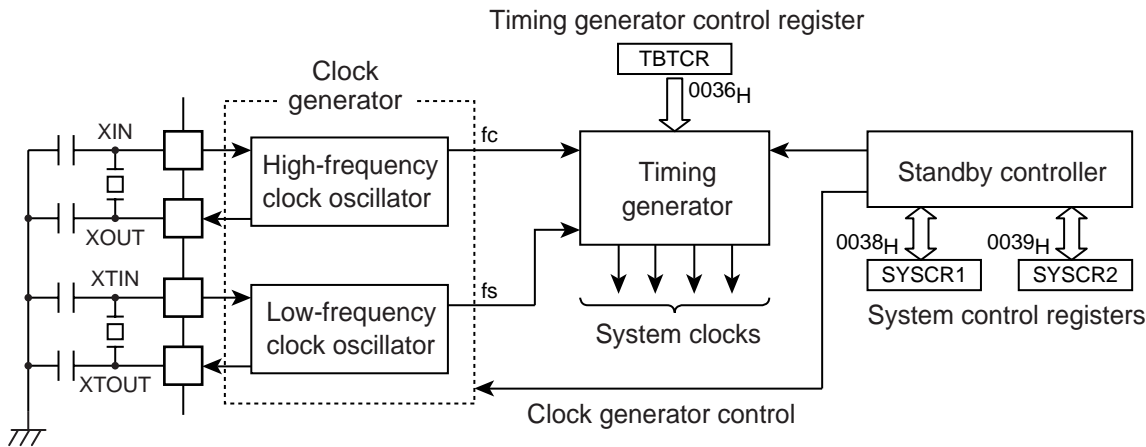 Timing generator control register
TBTCR
0036H
Clock
generator
XIN
High-frequency
clock oscillator
fc
XOUT
Timing
generator
Standby controller
0038H
0039H
SYSCR1
SYSCR2
System control registers
XTIN
Low-frequency
clock oscillator
fs
XTOUT
System clocks
Clock generator control